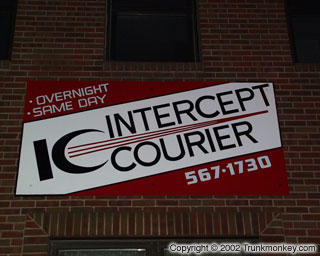 • OVERNIGHT
• SAME DAY
IC INTERCEPT
COURIER
567•1730
Copyright © 2002 Trunkmonkey.com